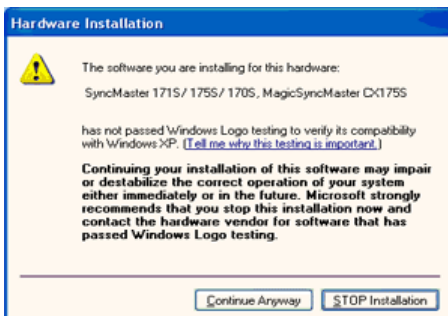 Hardware Installation
The software you are installing for this hardware:
SyncMaster 171S/ 175S/ 170S, MagicSyncMaster CX175S
has not passed Windows Logo testing to verify its compatibility
with Windows XP. (Tell me why this testing is important.)
Continuing your installation of this software may impair
or destabilize the correct operation of your system
either immediately or in the future. Microsoft strongly
recommends that you stop this installation now and
contact the hardware vendor for software that has
passed Windows Logo testing.
Continue Anyway STOP Installation